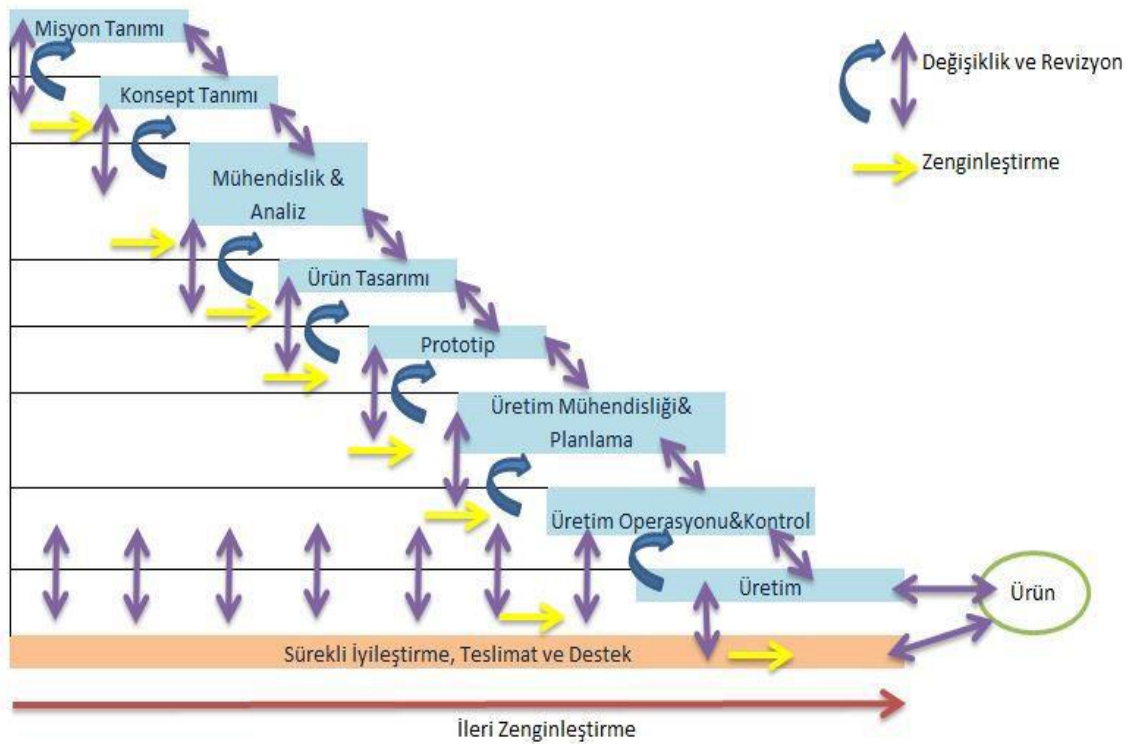 Misyon Tanımı
Değişiklik ve Revizyon
Konsept Tanımı
Zenginleştirme
Mühendislik &
Analiz
Ürün Tasarımı
Prototip
Üretim Mühendisliği&
Planlama
Üretim Operasyonu&Kontrol
Üretim
Ürün
Sürekli İyileştirme, Teslimat ve Destek
İleri Zenginleştirme